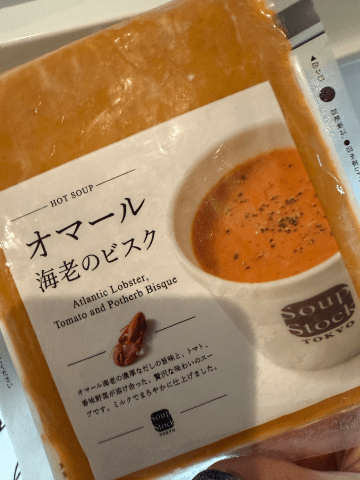 HOT SOUP
オマール
海老のビスク
Atlantic Lobster,
Tomato and Potherb Bisque
オマール海老の濃厚なだしの旨味と、トマト、
香味野菜が溶け合った、贅沢な味わいのスー
プです。ミルクでまろやかに仕上げました。
Soup
Stock
TOKYO
Soup
Stock
TOKYO